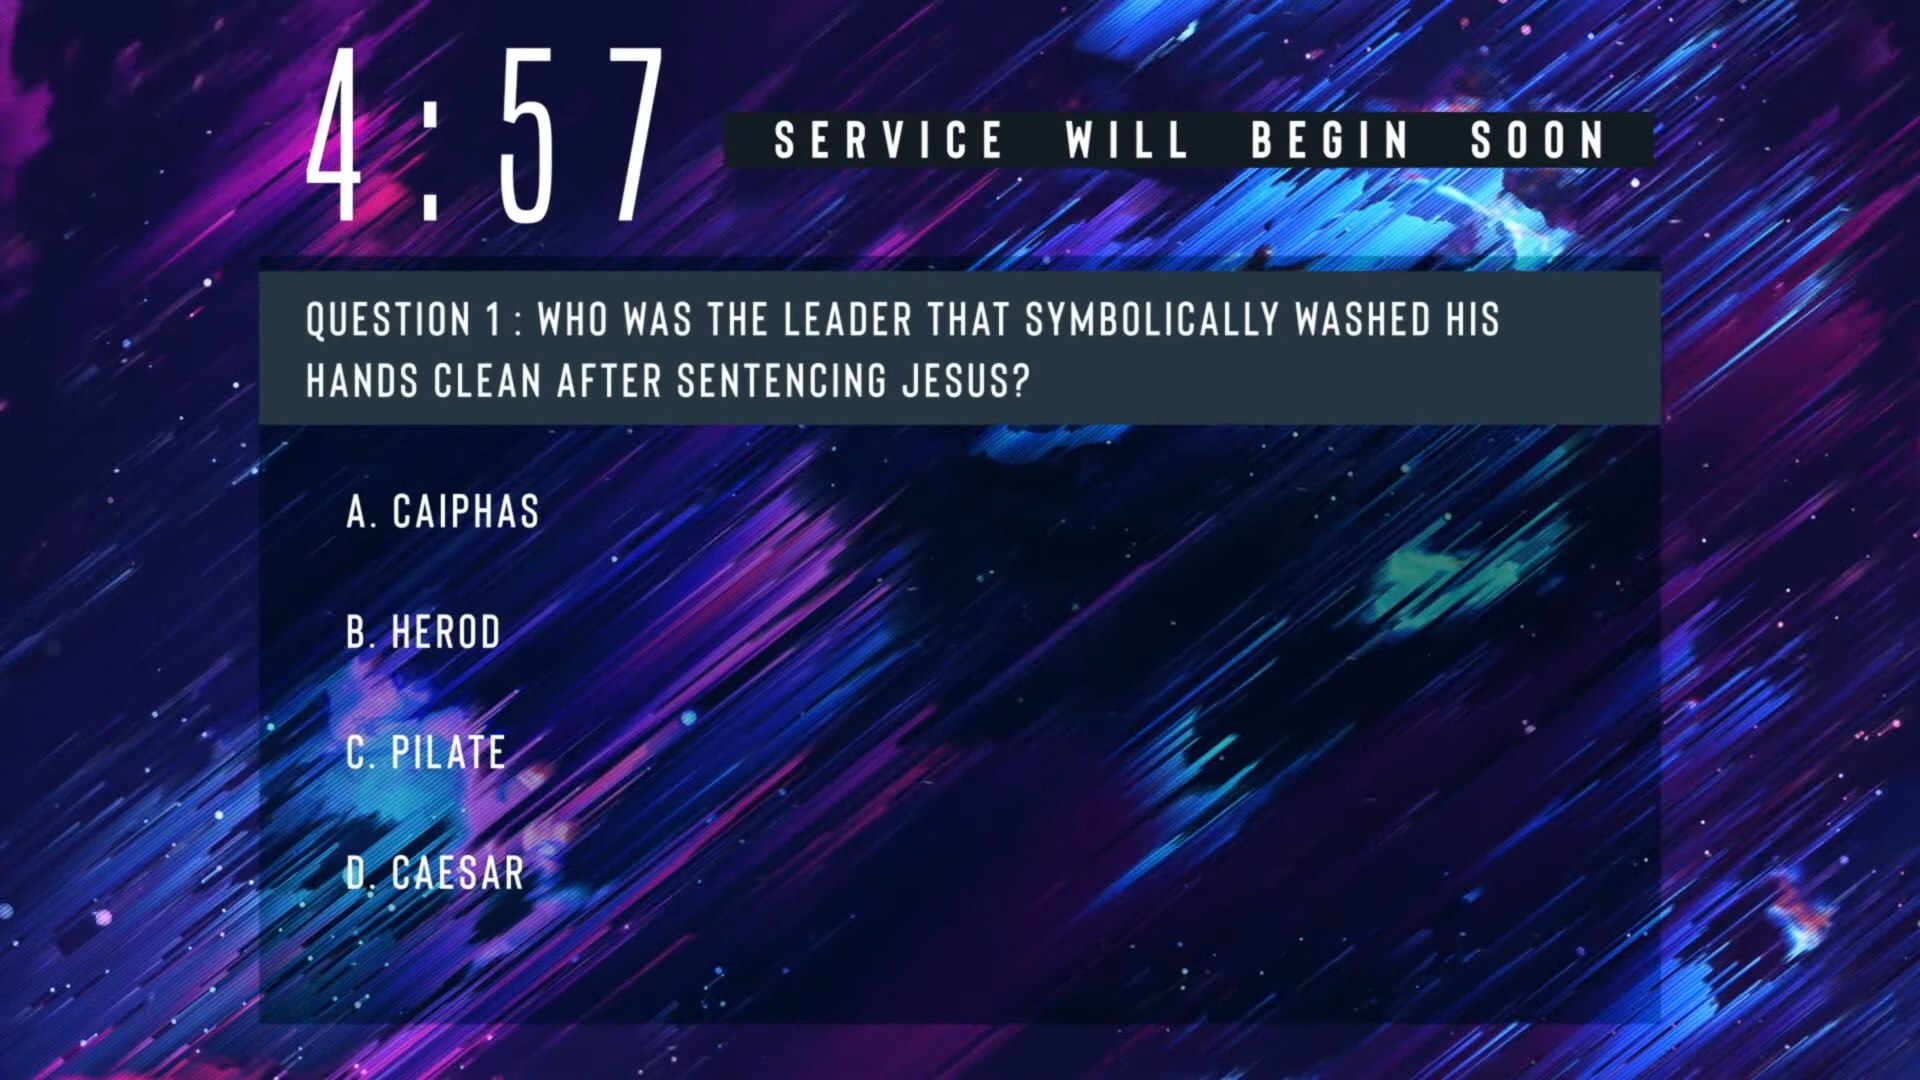 4:57
SERVICE WILL BEGIN SOON
QUESTION 1 : WHO WAS THE LEADER THAT SYMBOLICALLY WASHED HIS
HANDS CLEAN AFTER SENTENCING JESUS?
A. CAIPHAS
B. HEROD
C. PILATE
D. CAESAR